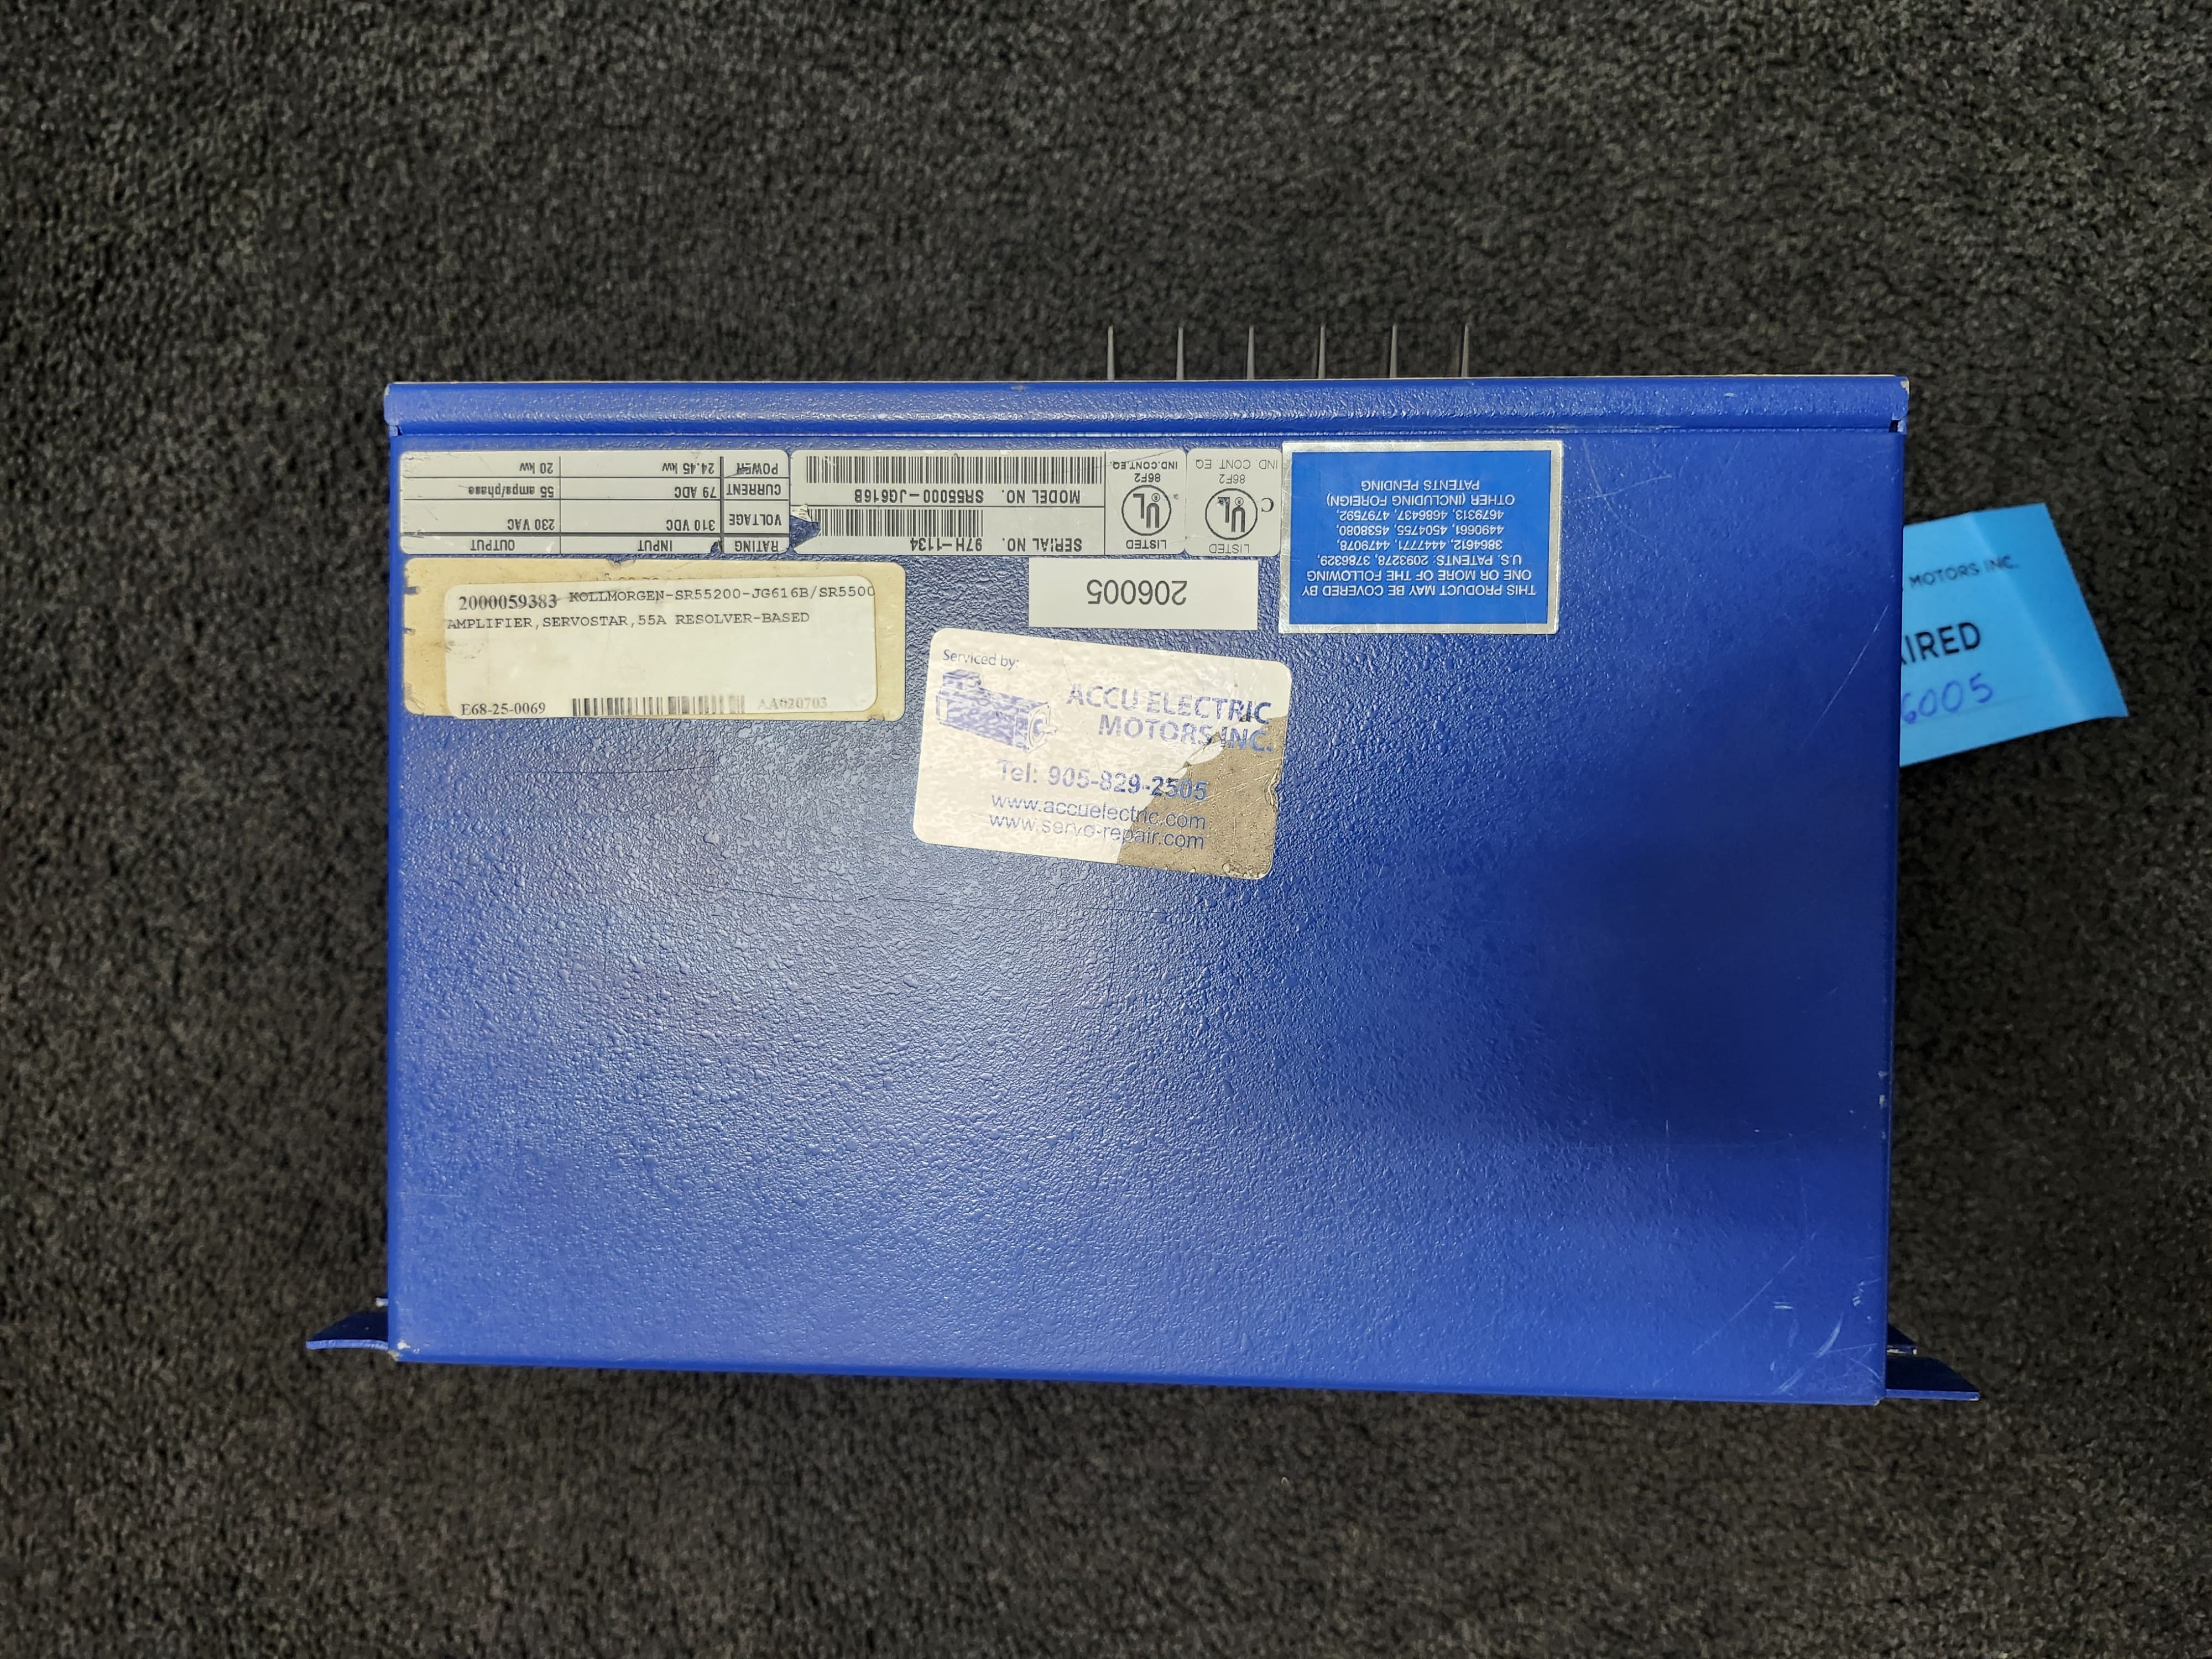 RATING INPUT OUTPUT
VOLTAGE 310 VDC 230 VAC
CURRENT 79 ADC 55 amps/phase
POWER 24.45 kw 20 kw
SERIAL NO. 97H-1134
MODEL NO. SR55000-JG616B
LISTED
UL
86F2
IND.CONT.EQ.
LISTED
C UL
86F2
IND CONT EQ
THIS PRODUCT MAY BE COVERED BY
ONE OR MORE OF THE FOLLOWING
U.S. PATENTS: 2093278, 3786329,
3864612, 4447771, 4479078,
4490661, 4504755, 4538080,
4679313, 4686437, 4797592,
OTHER (INCLUDING FOREIGN)
PATENTS PENDING
2000059383 KOLLMORGEN-SR55200-JG616B/SR5500
AMPLIFIER,SERVOSTAR,55A RESOLVER-BASED
E68-25-0069 AA020703
206005
Serviced by:
ACCU ELECTRIC
MOTORS INC.
Tel: 905-829-2505
www.accuelectric.com
www.servo-repair.com
MOTORS INC.
IRED
6005